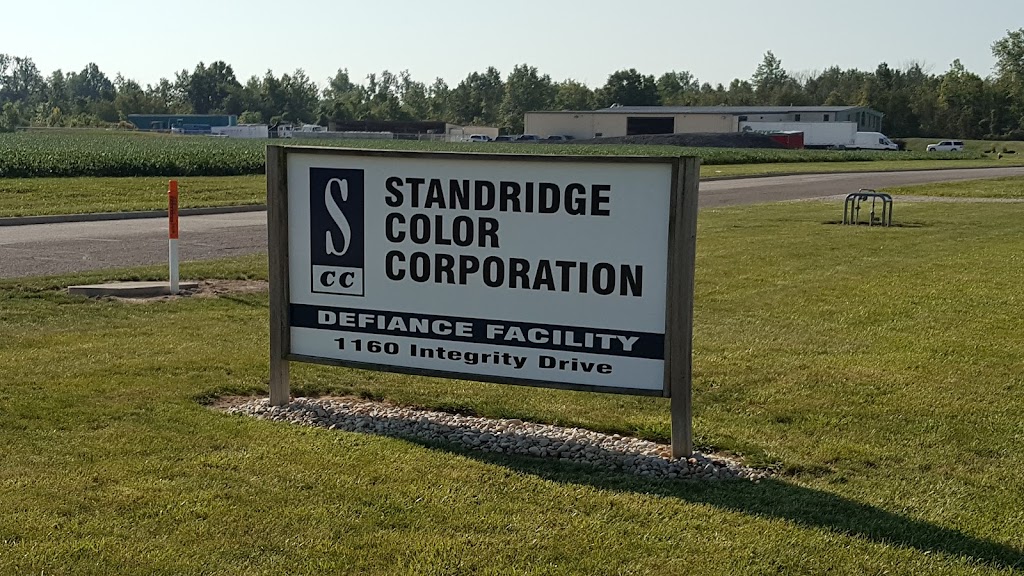 S
CC
STANDRIDGE
COLOR
CORPORATION
DEFIANCE FACILITY
1160 Integrity Drive